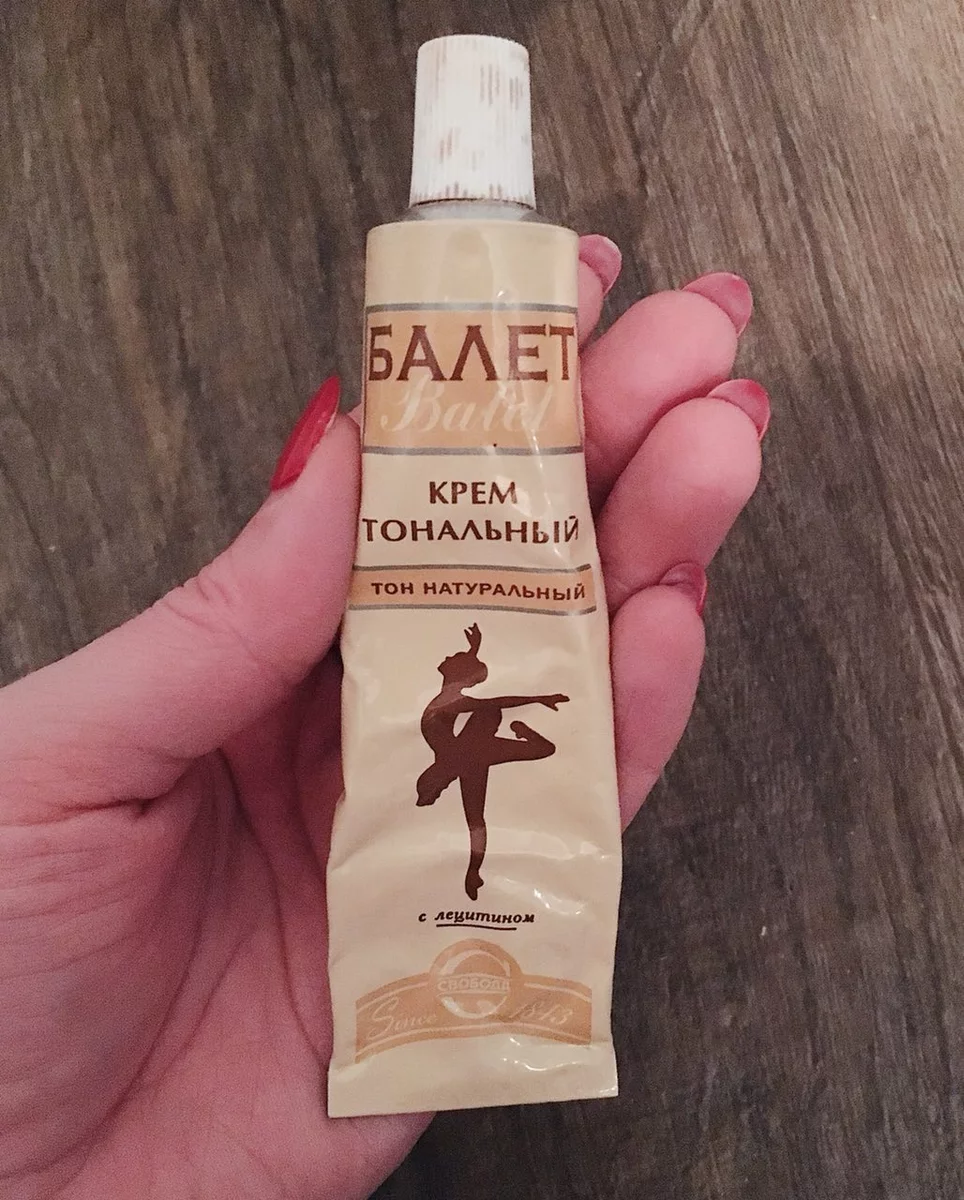 БАЛЕТ
Balet
КРЕМ
ТОНАЛЬНЫЙ
ТОН НАТУРАЛЬНЫЙ
с лецитином
СВОБОДА
Since 1843